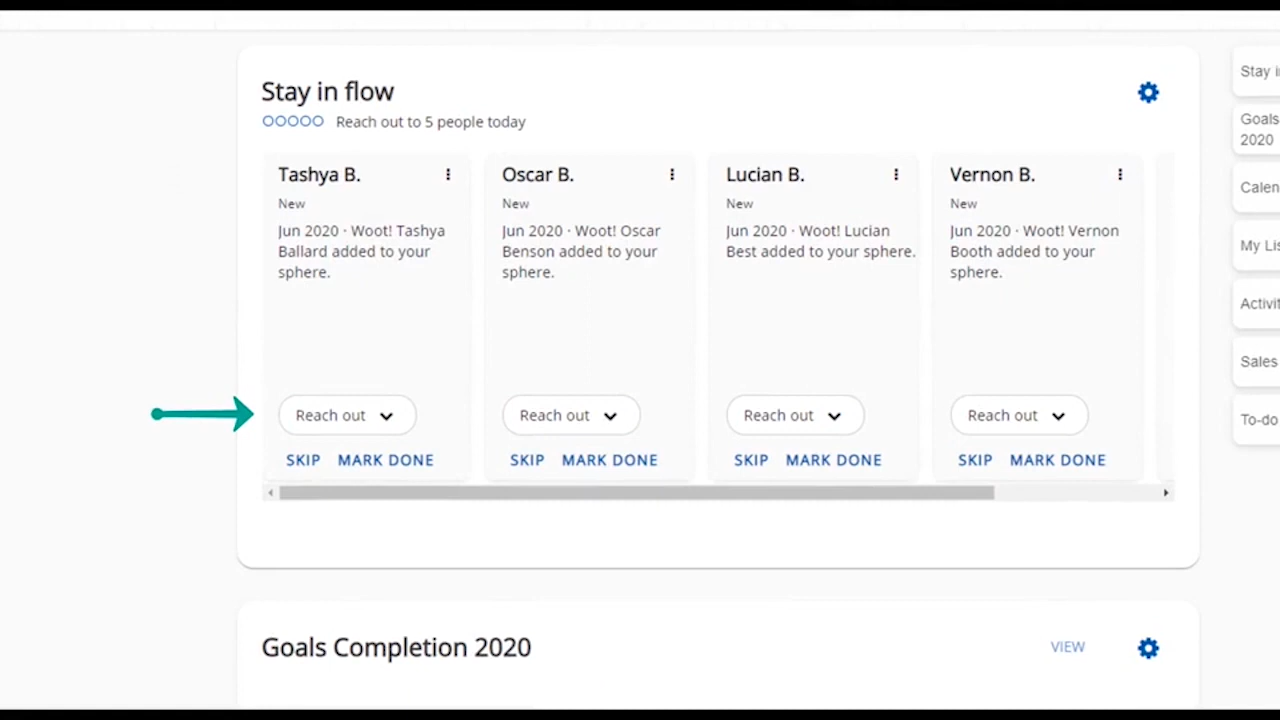 Stay in flow
Reach out to 5 people today
Tashya B.
New
Jun 2020 · Woot! Tashya
Ballard added to your
sphere.
Reach out
SKIP MARK DONE
Oscar B.
New
Jun 2020 · Woot! Oscar
Benson added to your
sphere.
Reach out
SKIP MARK DONE
Lucian B.
New
Jun 2020 · Woot! Lucian
Best added to your sphere.
Reach out
SKIP MARK DONE
Vernon B.
New
Jun 2020 · Woot! Vernon
Booth added to your
sphere.
Reach out
SKIP MARK DONE
Goals Completion 2020
VIEW
Stay
Goals
2020
Calen
My Lis
Activit
Sales
To-do